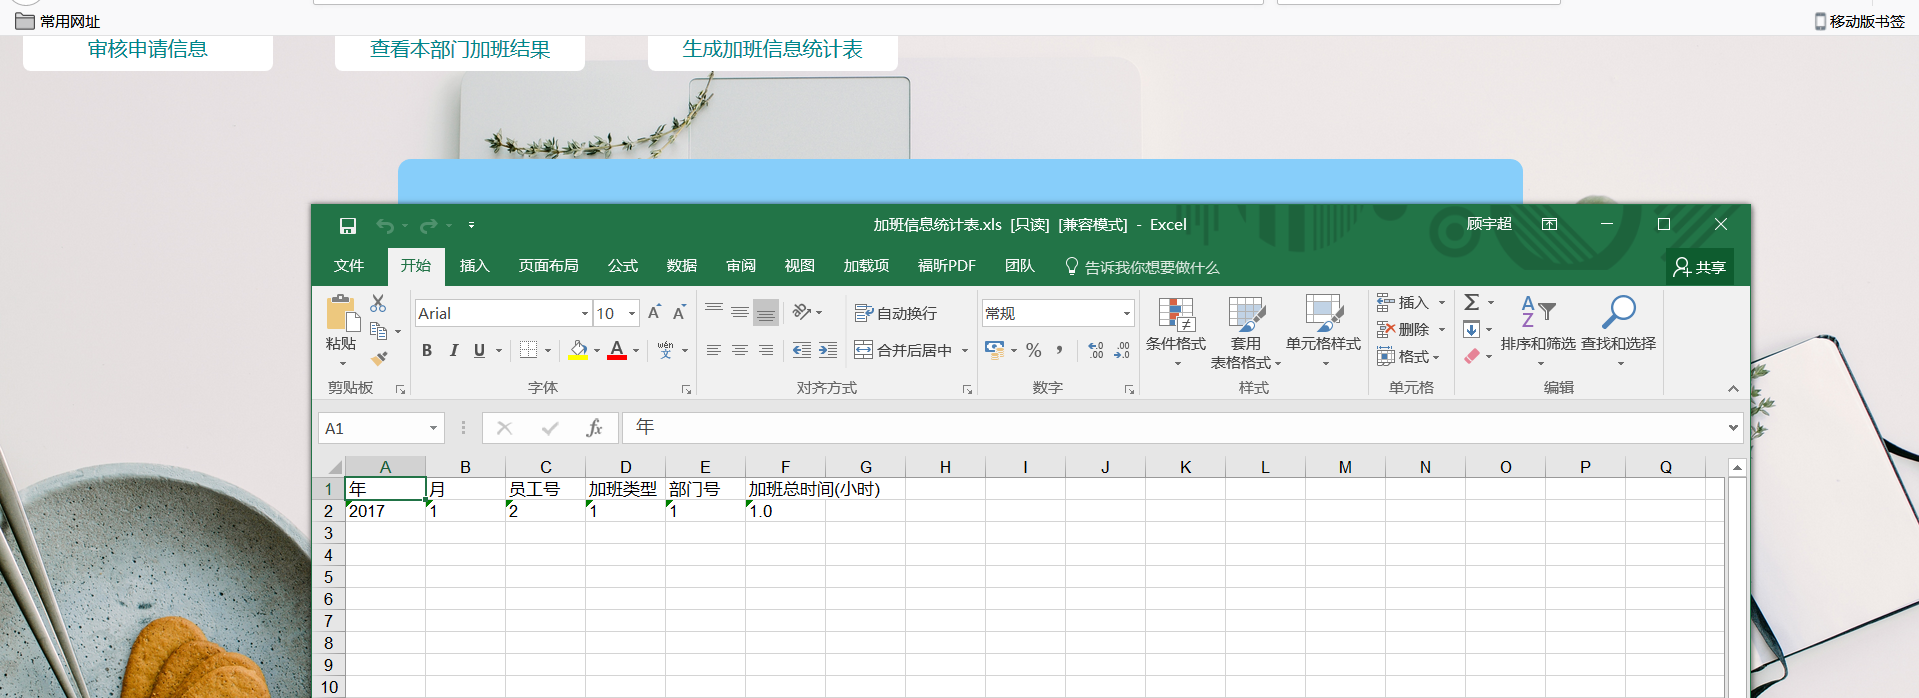 常用网址
移动版书签
审核申请信息 查看本部门加班结果 生成加班信息统计表
加班信息统计表.xls [只读] [兼容模式] - Excel
顾宇超
文件 开始 插入 页面布局 公式 数据 审阅 视图 加载项 福昕PDF 团队 告诉我你想要做什么
共享
Arial 10 A A
自动换行
常规
插入
粘贴
B I U A wén 文
合并后居中
% , .0 .00 .00 .0
条件格式 套用 表格格式 单元格样式
删除
格式
Σ
A Z
排序和筛选 查找和选择
剪贴板 字体 对齐方式 数字 样式 单元格 编辑
A1 fx 年
A B C D E F G H I J K L M N O P Q
1 年 月 员工号 加班类型 部门号 加班总时间(小时)
2 2017 1 2 1 1 1.0
3
4
5
6
7
8
9
10